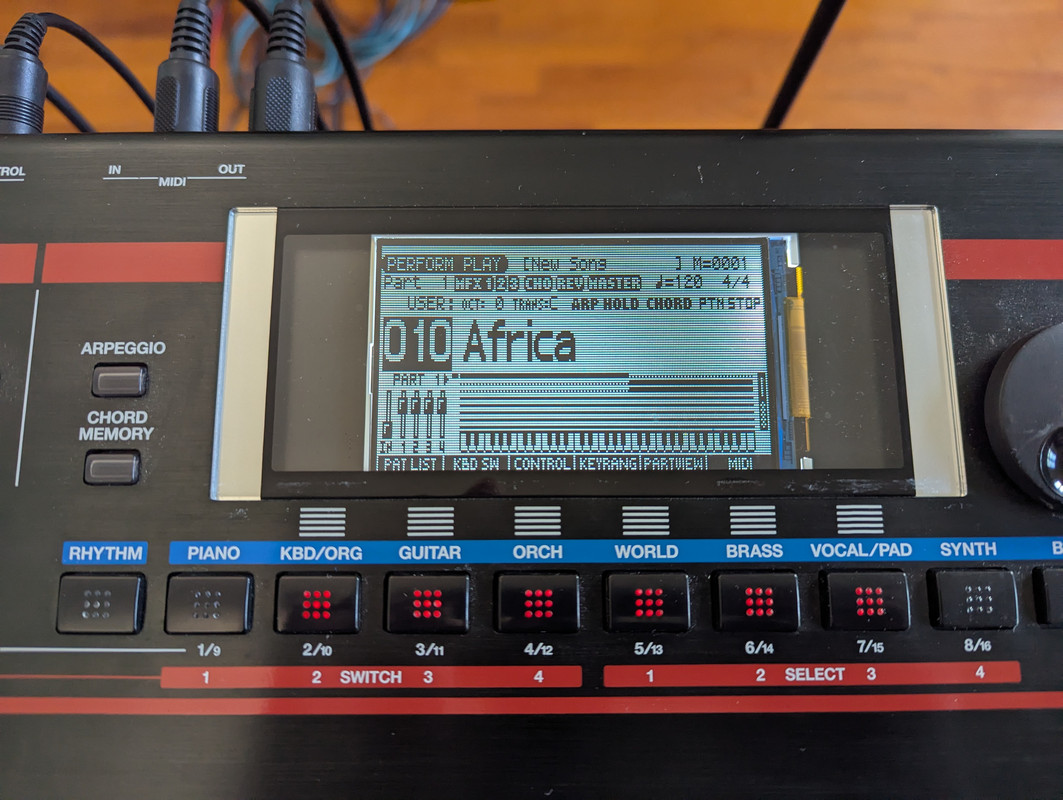 ROL
IN OUT
MIDI
PERFORM PLAY [New Song ] M=0001
Part 1 MFX 1 2 3 CHO REV MASTER ♩=120 4/4
USER: OCT: 0 TRANS:C ARP HOLD CHORD PTN STOP
010 Africa
PART 1
1 2 3 4
PAT LIST KBD SW CONTROL KEYRANG PARTVIEW MIDI
ARPEGGIO
CHORD
MEMORY
RHYTHM PIANO KBD/ORG GUITAR ORCH WORLD BRASS VOCAL/PAD SYNTH B
1/9 2/10 3/11 4/12 5/13 6/14 7/15 8/16
1 2 SWITCH 3 4 1 2 SELECT 3 4